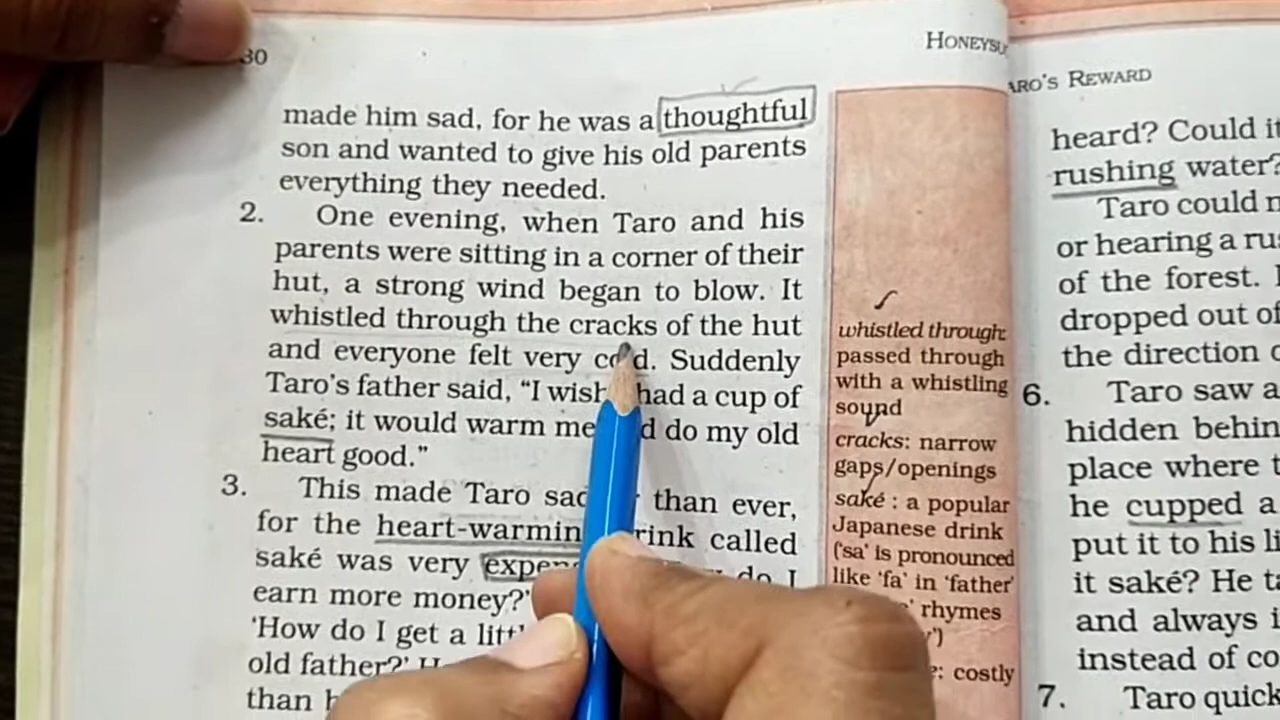 30
HONEYSU
made him sad, for he was a thoughtful
son and wanted to give his old parents
everything they needed.
2. One evening, when Taro and his
parents were sitting in a corner of their
hut, a strong wind began to blow. It
whistled through the cracks of the hut
and everyone felt very cold. Suddenly
Taro's father said, “I wish had a cup of
saké; it would warm me d do my old
heart good.”
3. This made Taro than ever,
for the heart-warmin rink called
saké was very do I
earn more money?’
‘How do I get a
old father?’
than
whistled through:
passed through
with a whistling
sound
cracks: narrow
gaps/openings
saké : a popular
Japanese drink
(‘sa’ is pronounced
like ‘fa’ in ‘father’
’ rhymes
’)
: costly
ARO'S REWARD
heard? Could it
rushing water?
Taro could n
or hearing a ru
of the forest.
dropped out of
the direction
6. Taro saw a
hidden behin
place where t
he cupped a
put it to his li
it saké? He ta
and always i
instead of co
7. Taro quick